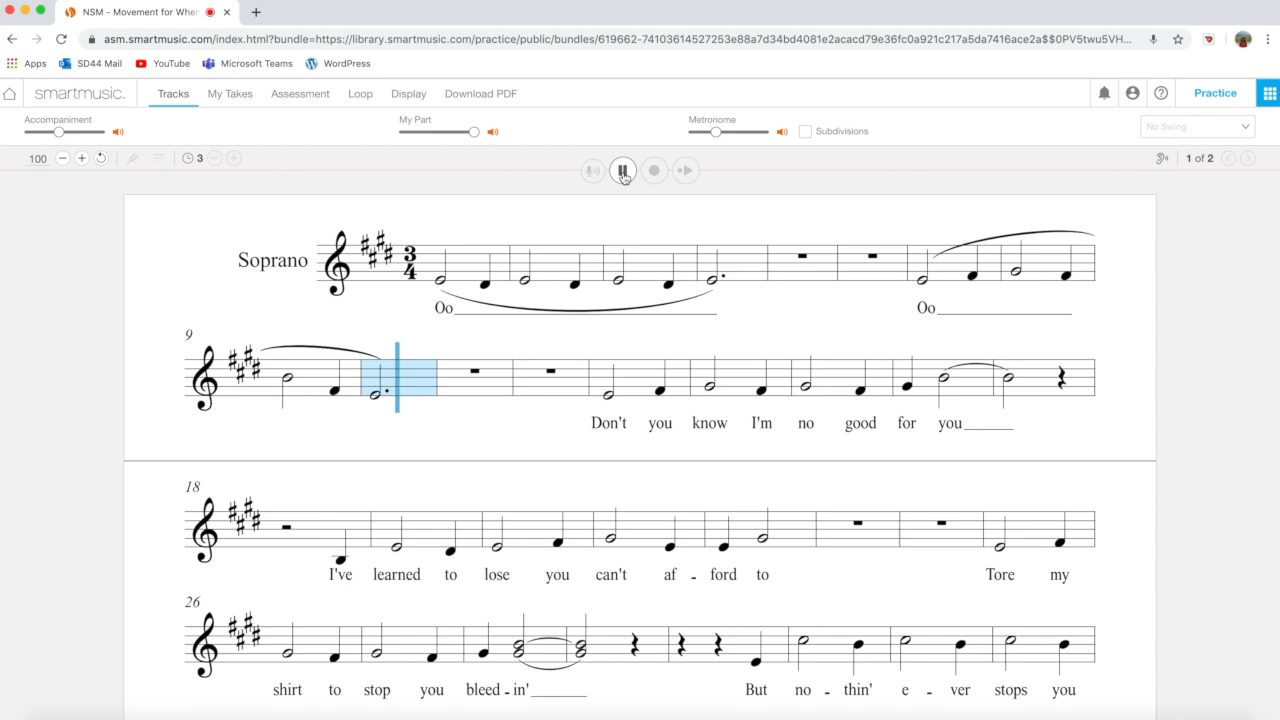 NSM - Movement for Wher
asm.smartmusic.com/index.html?bundle=https://library.smartmusic.com/practice/public/bundles/619662-74103614527253e88a7d34bd4081e2acacd79e36fc0a921c217a5da7416ace2a$$0PV5twu5VH...
Apps SD44 Mail YouTube Microsoft Teams WordPress
smartmusic. Tracks My Takes Assessment Loop Display Download PDF Practice
Accompaniment My Part Metronome Subdivisions No Swing
100 3 1 of 2
Soprano 3 4
Oo Oo
9
Don't you know I'm no good for you
18
I've learned to lose you can't af - ford to Tore my
26
shirt to stop you bleed - in' But no - thin' e - ver stops you